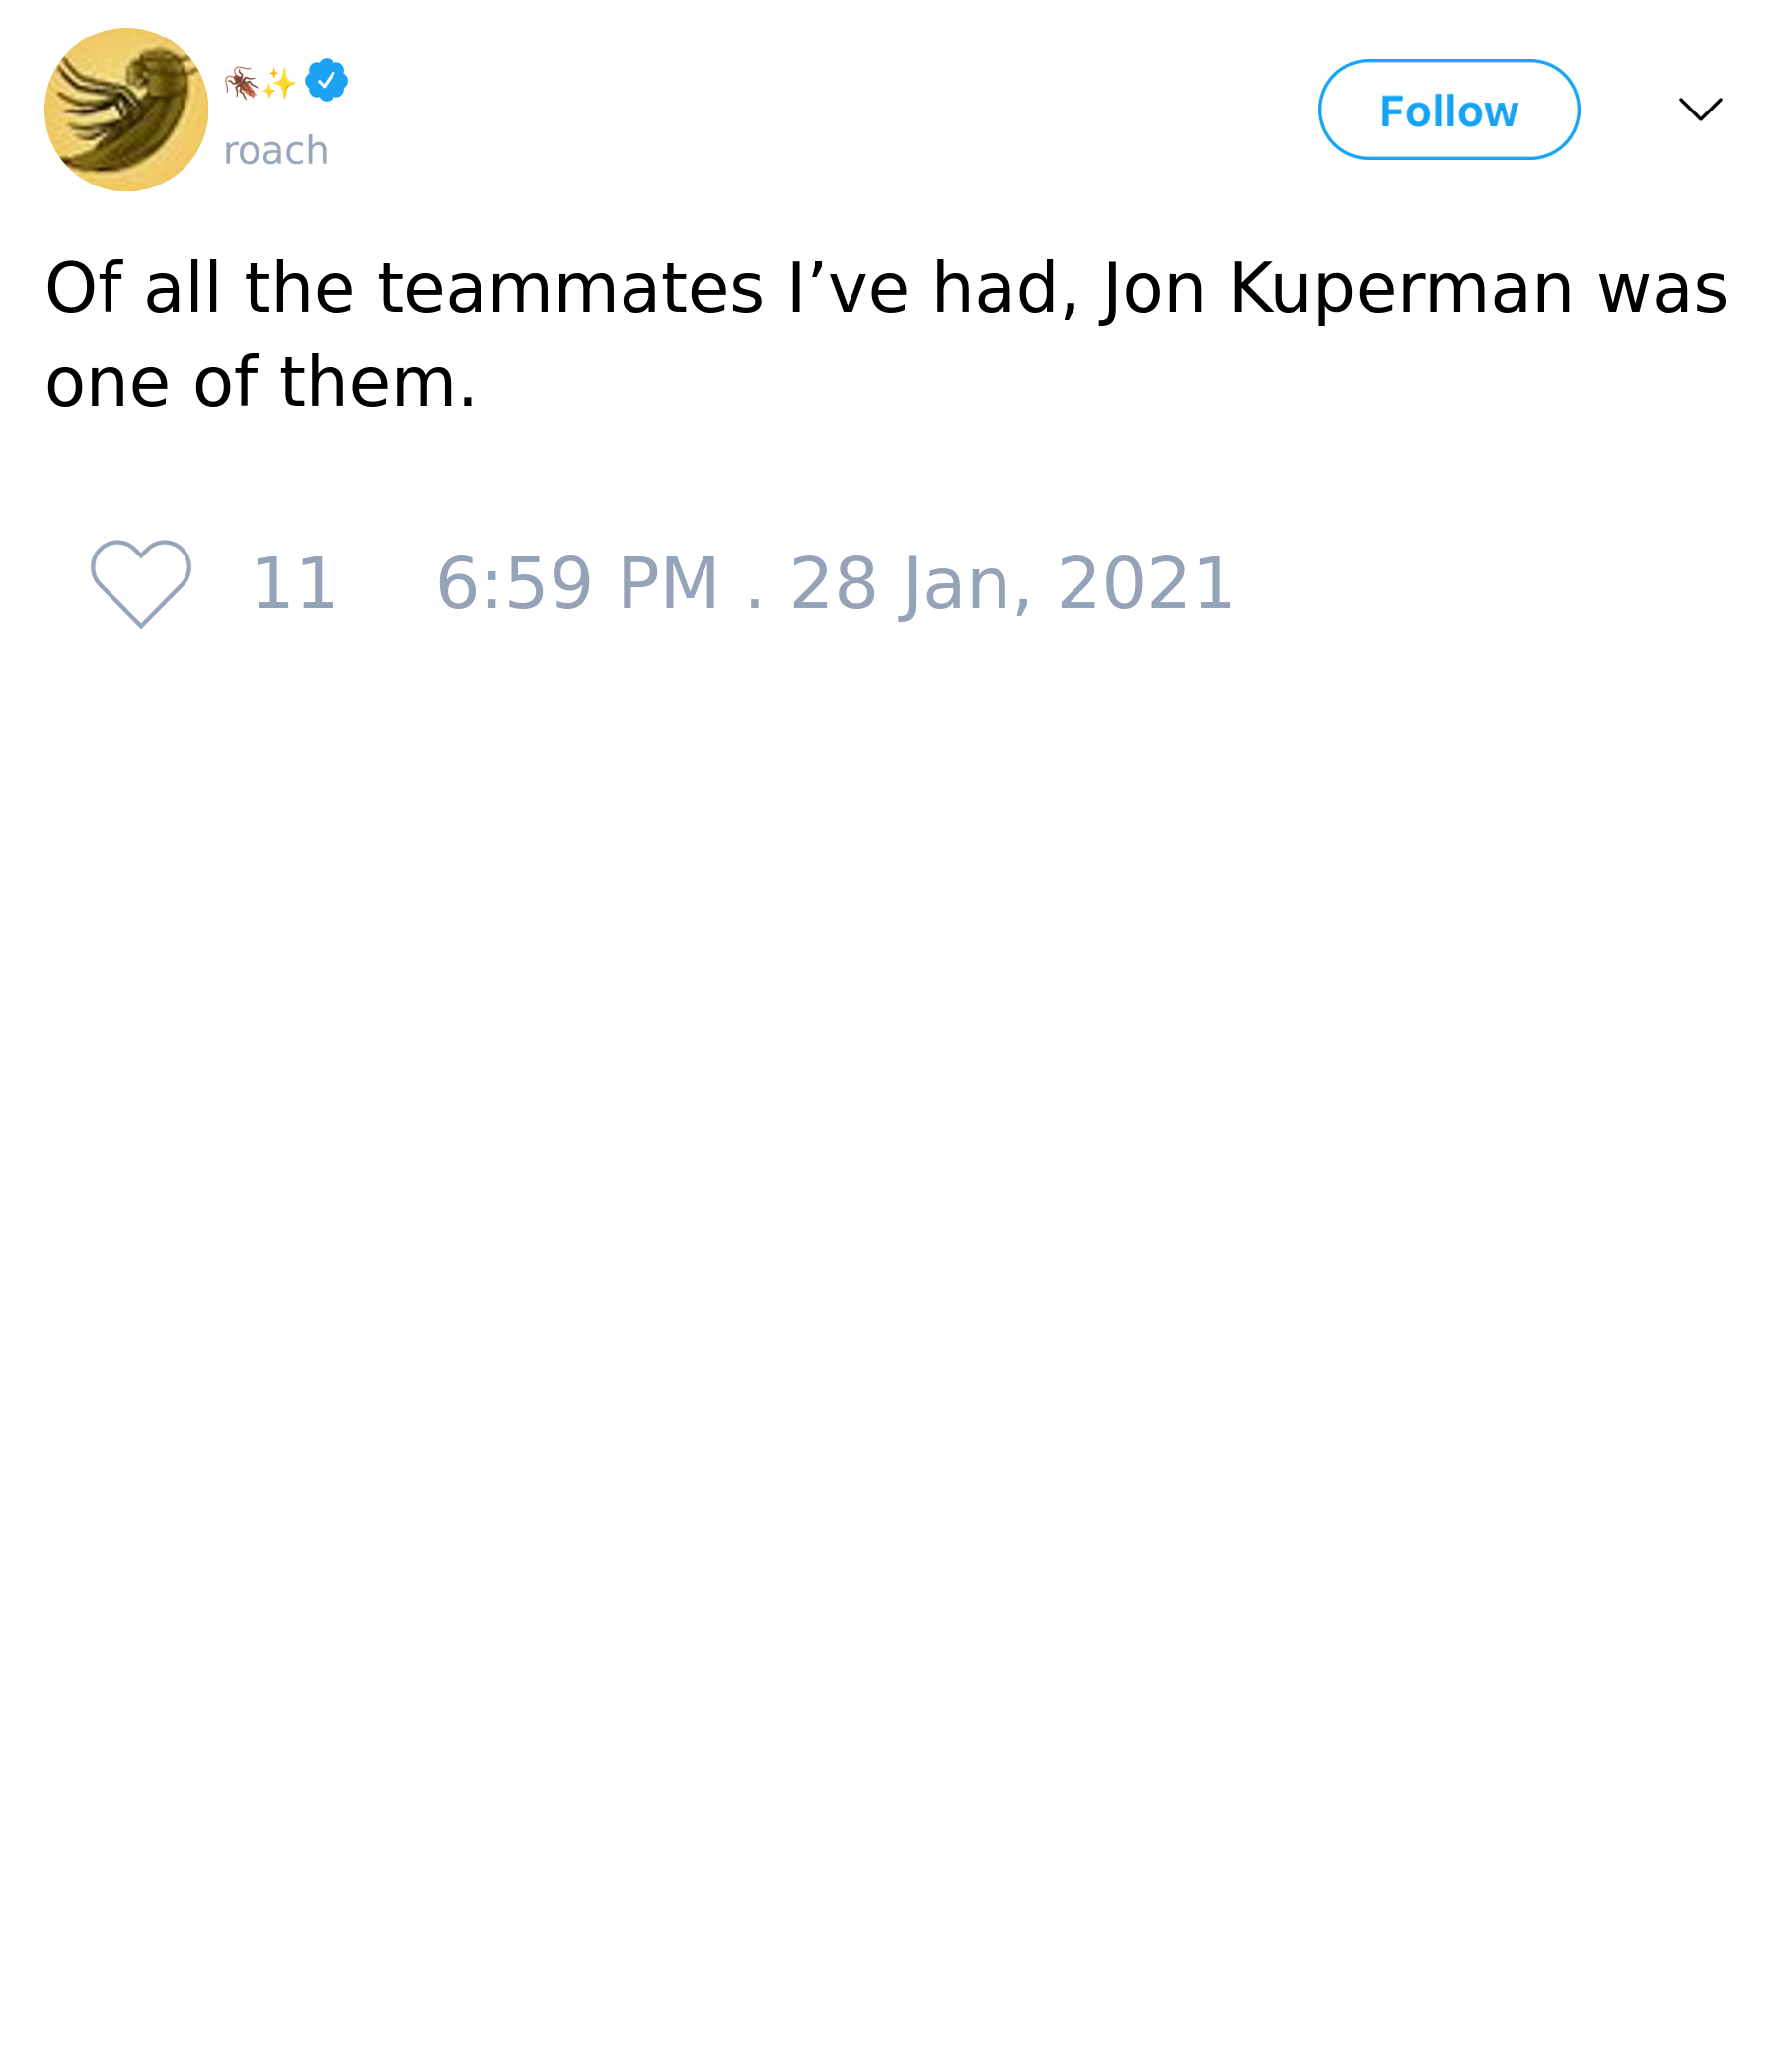 🪳✨
roach
Follow
Of all the teammates I’ve had, Jon Kuperman was
one of them.
11 6:59 PM . 28 Jan, 2021